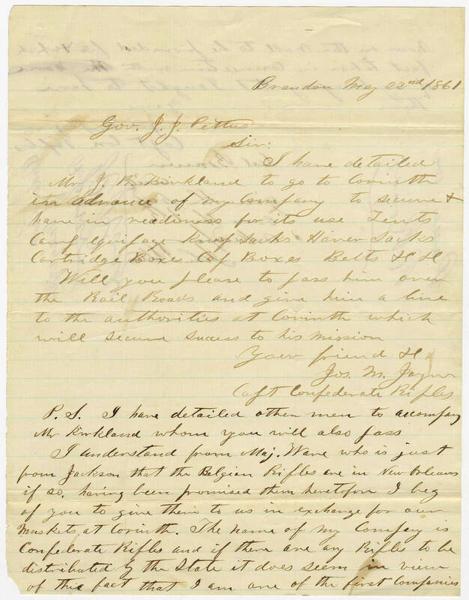 Brandon May 22nd 1861
Gov. J. J. Pettus
Sir:
I have detailed
Mr J. R. Kirkland to go to Corinth
in advance of my Company to secure &
have in readiness for its use Tents
Camp Equipage Knapsacks Haversacks
Cartridge Boxes Cap Boxes Belts
Will you please to pass him over
the Rail Roads and give him a line
to the authorities at Corinth which
will secure sucess to his mission
Your friend &c
Jos. M. Jayne
Capt Confederate Rifles
P. S. I have detailed other men to accompany
Mr Kirkland whom you will also pass
I understand from Maj. Ware who is just
from Jackson that the Belgian Rifles are in New Orleans
if so, having been promised them heretofore I beg
of you to give them to us in exchange for our
muskets at Corinth. The name of my Company is
Confederate Rifles and if there are any Rifles to be
distributed by the State it does seem in view
of this fact that I am one of the first Companies